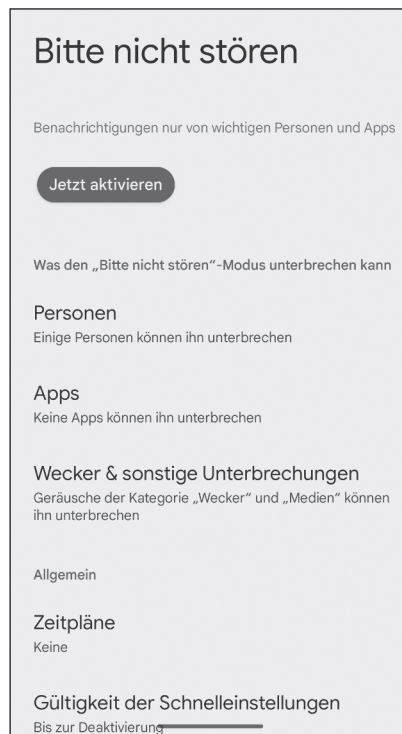 Bitte nicht stören
Benachrichtigungen nur von wichtigen Personen und Apps
Jetzt aktivieren
Was den „Bitte nicht stören“-Modus unterbrechen kann
Personen
Einige Personen können ihn unterbrechen
Apps
Keine Apps können ihn unterbrechen
Wecker & sonstige Unterbrechungen
Geräusche der Kategorie „Wecker“ und „Medien“ können
ihn unterbrechen
Allgemein
Zeitpläne
Keine
Gültigkeit der Schnelleinstellungen
Bis zur Deaktivierung